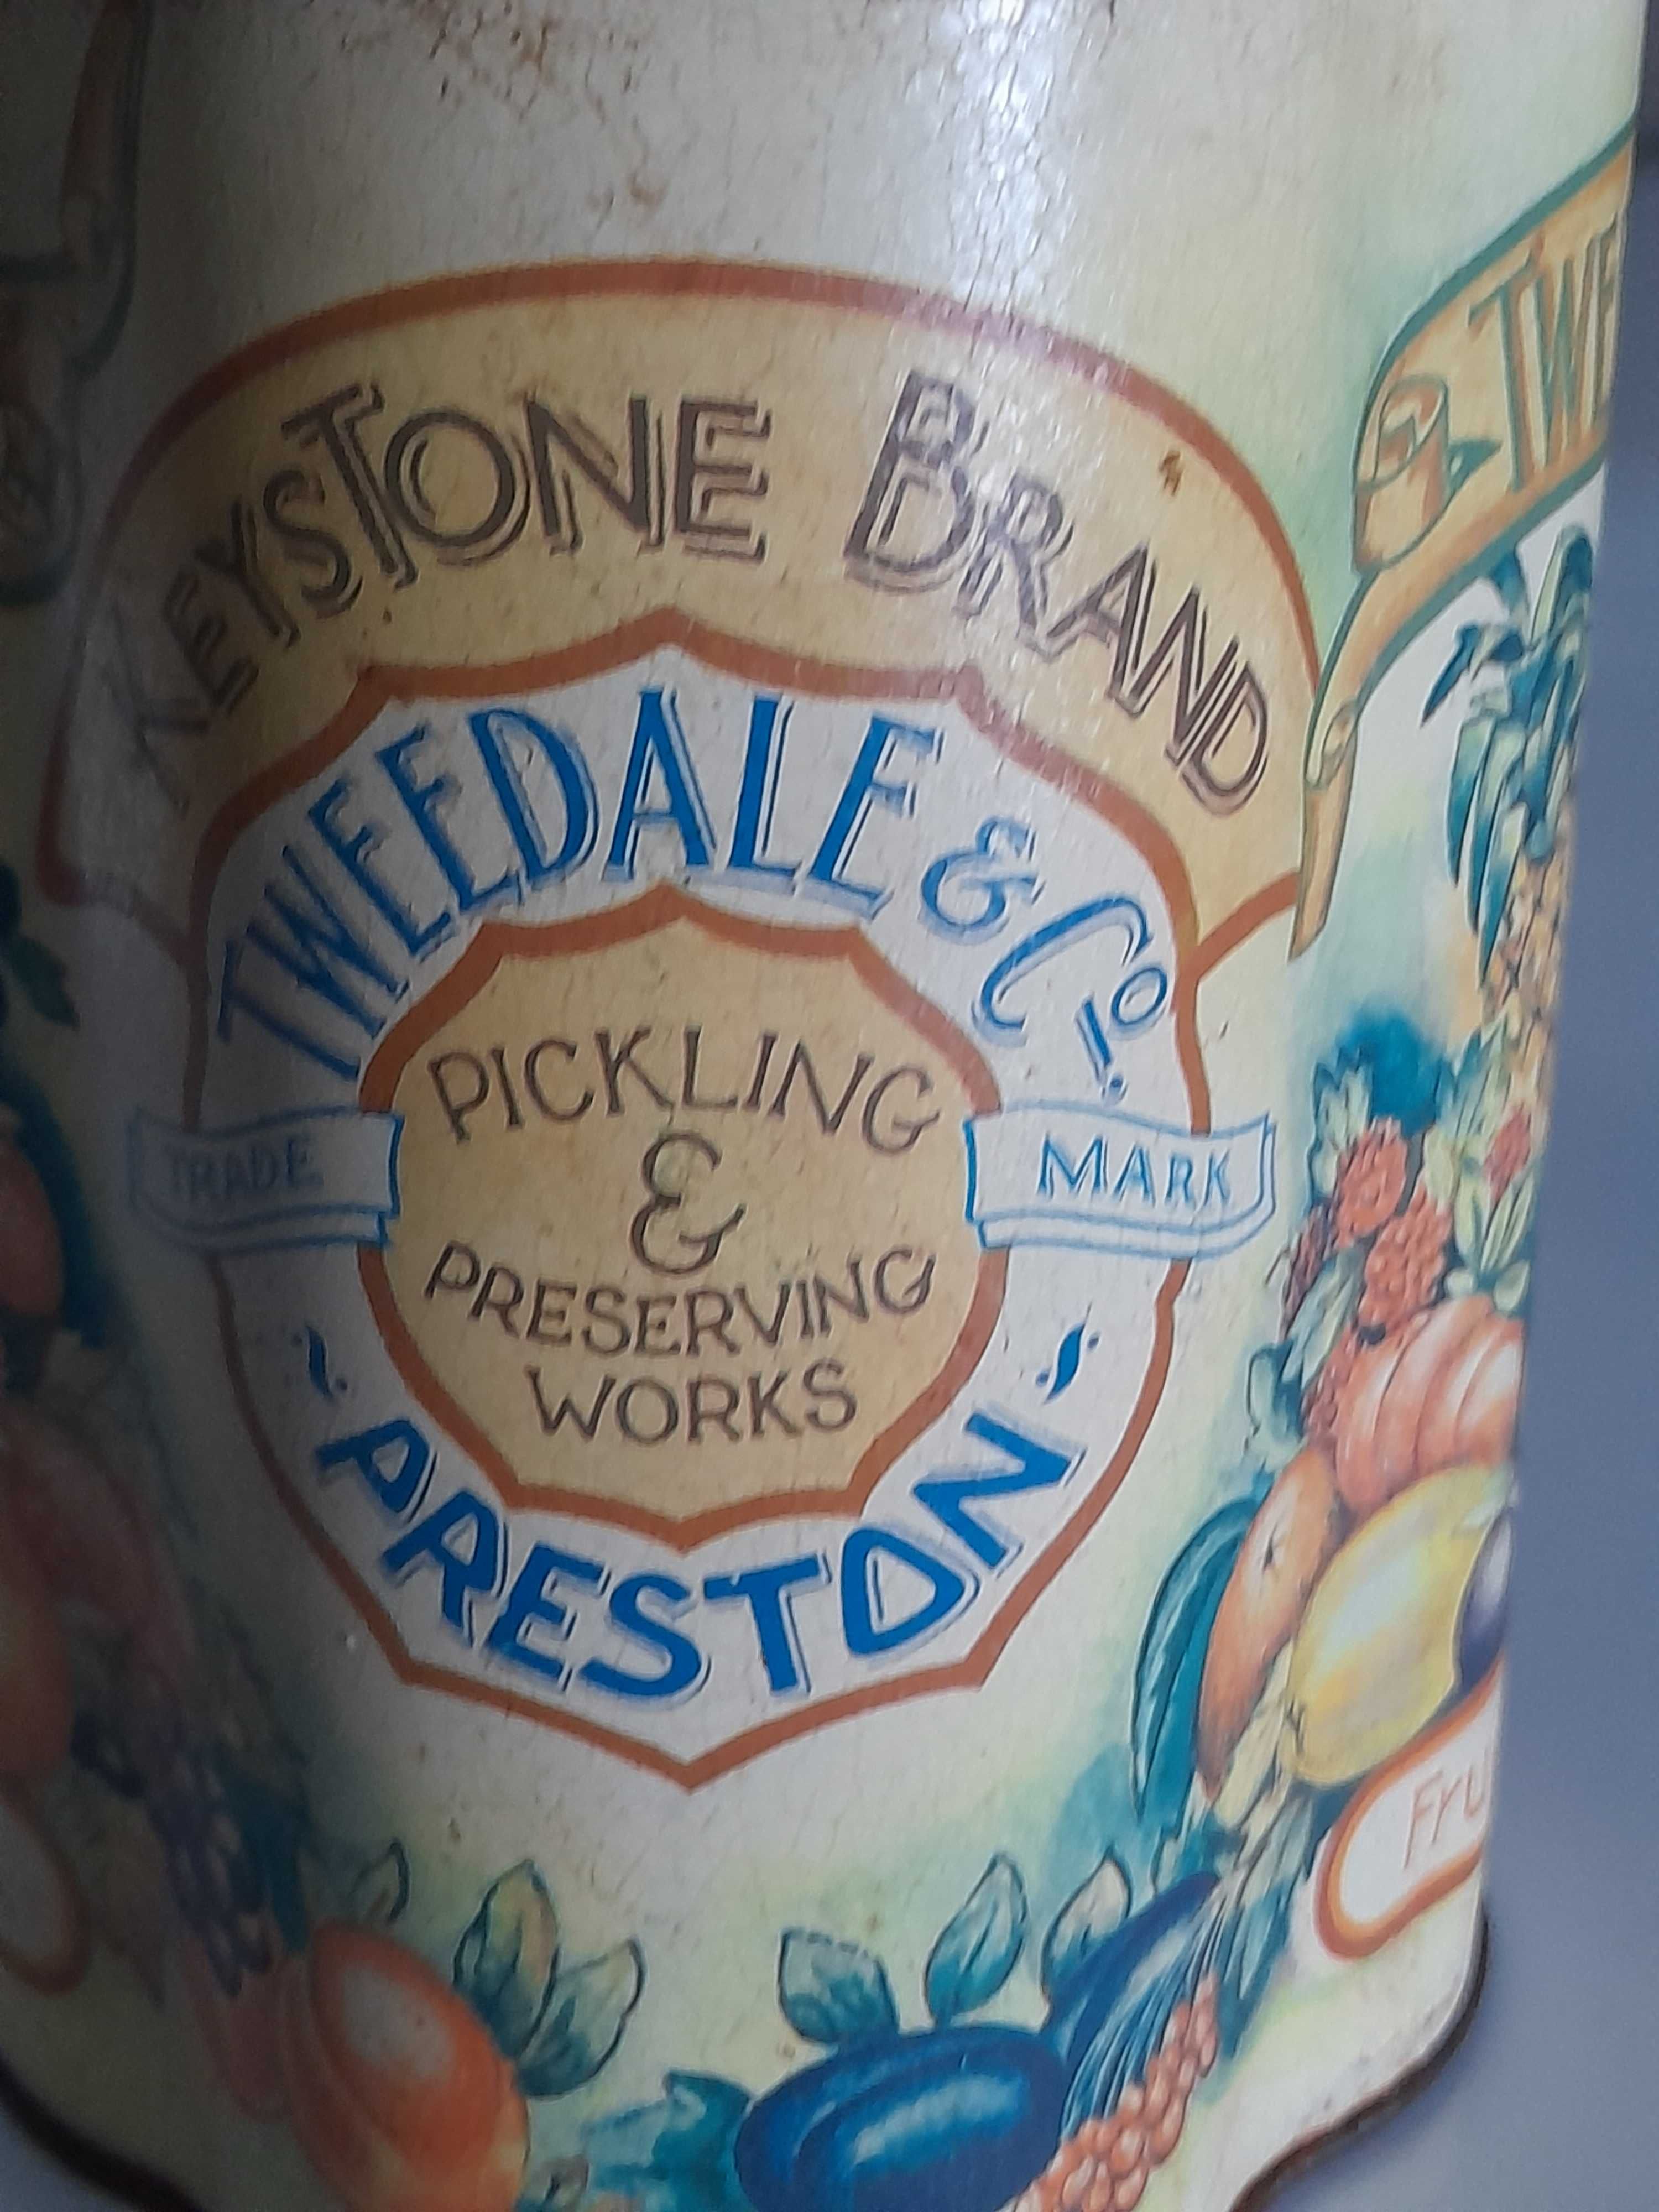 KEYSTONE BRAND
TWEEDALE & Co.
PICKLING
&
PRESERVING
WORKS
TRADE MARK
PRESTON